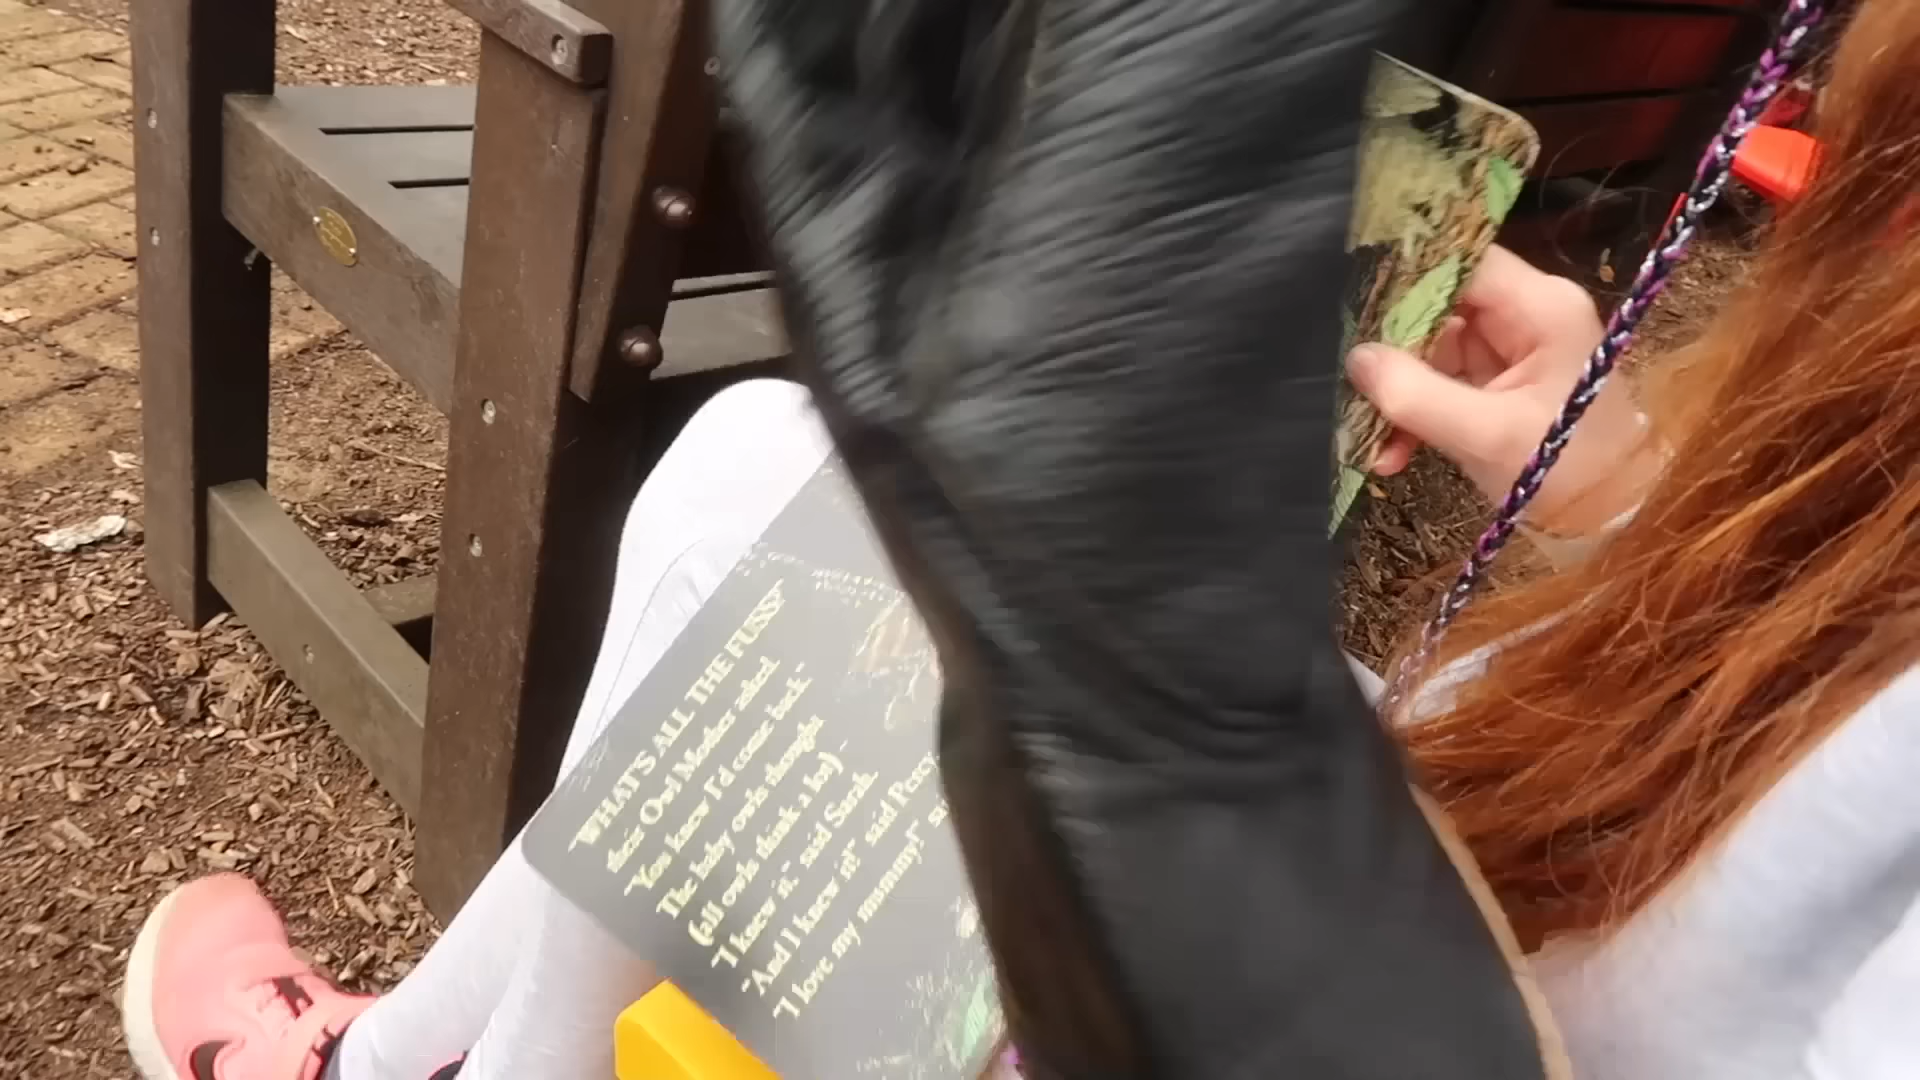 "WHAT'S ALL THE FUSS?"
their Owl Mother asked.
"You knew I'd come back."
The baby owls thought
(all owls think a lot) -
"I knew it," said Sarah.
"And I knew it!" said Percy.
"I love my mummy!"